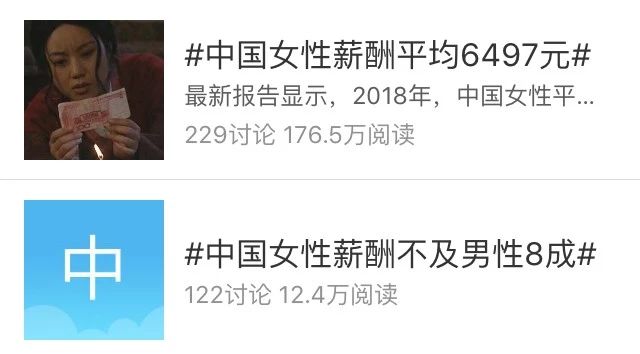 #中国女性薪酬平均6497元#
最新报告显示，2018年，中国女性平...
229讨论 176.5万阅读
中
#中国女性薪酬不及男性8成#
122讨论 12.4万阅读